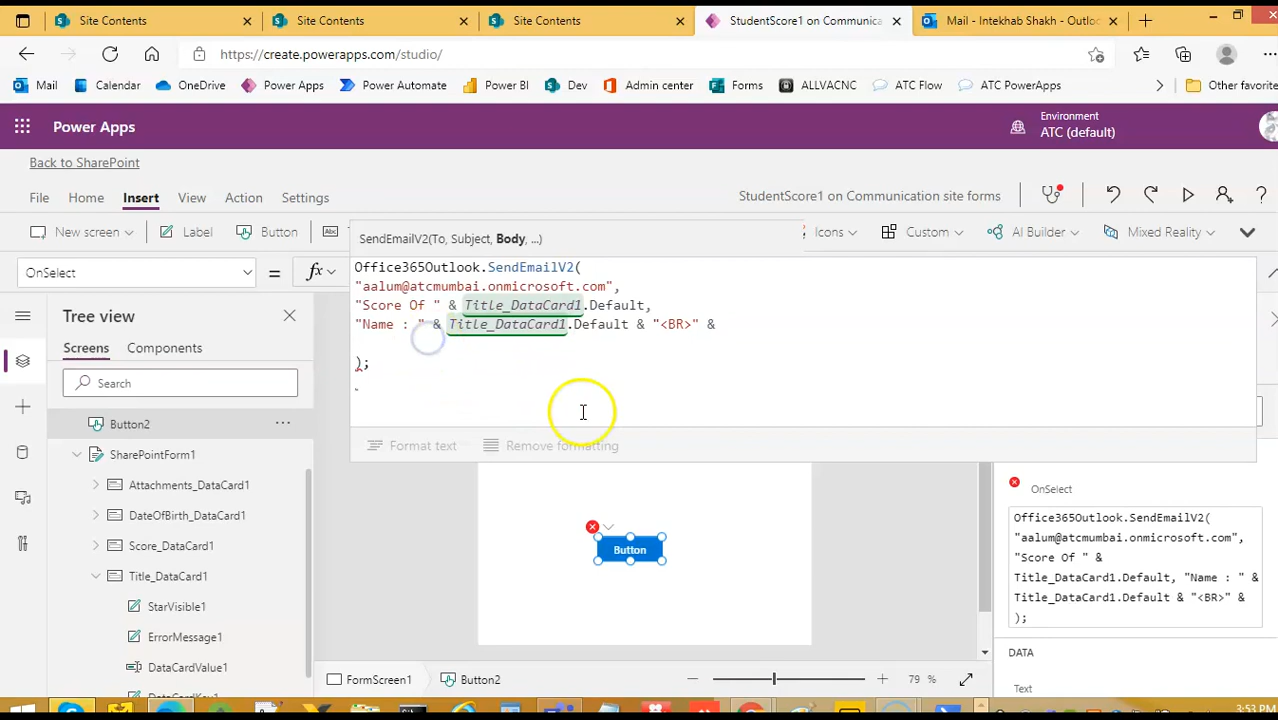 Site Contents
Site Contents
Site Contents
StudentScore1 on Communica
Mail - Intekhab Shakh - Outloc
https://create.powerapps.com/studio/
Mail
Calendar
OneDrive
Power Apps
Power Automate
Power BI
Dev
Admin center
Forms
ALLVACNC
ATC Flow
ATC PowerApps
Other favorite
Power Apps
Environment
ATC (default)
Back to SharePoint
File
Home
Insert
View
Action
Settings
StudentScore1 on Communication site forms
New screen
Label
Button
SendEmailV2(To, Subject, Body, ...)
Icons
Custom
AI Builder
Mixed Reality
OnSelect
=
fx
Office365Outlook.SendEmailV2(
"aalum@atcmumbai.onmicrosoft.com",
"Score Of " & Title_DataCard1.Default,
"Name : " & Title_DataCard1.Default & "<BR>" &
);
Format text
Remove formatting
Tree view
Screens
Components
Search
Button2
SharePointForm1
Attachments_DataCard1
DateOfBirth_DataCard1
Score_DataCard1
Title_DataCard1
StarVisible1
ErrorMessage1
DataCardValue1
DataCardKey1
Button
OnSelect
Office365Outlook.SendEmailV2(
"aalum@atcmumbai.onmicrosoft.com",
"Score Of " &
Title_DataCard1.Default, "Name : " &
Title_DataCard1.Default & "<BR>" &
);
DATA
Text
FormScreen1
Button2
79 %
3:53 PM